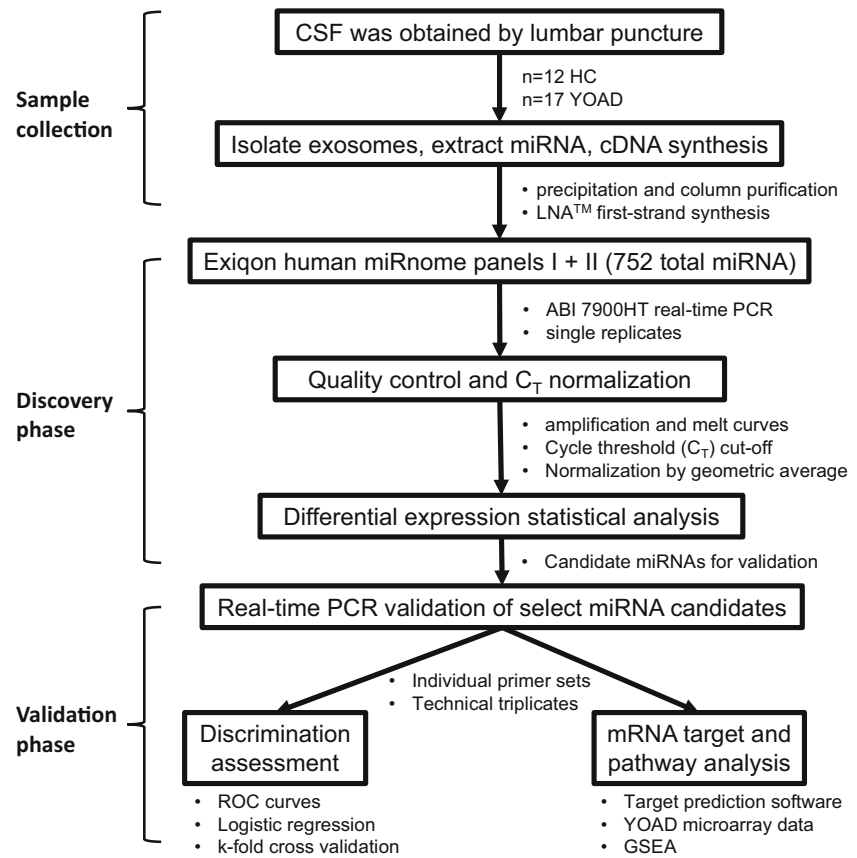 CSF was obtained by lumbar puncture
n=12 HC
n=17 YOAD
Sample
collection
Isolate exosomes, extract miRNA, cDNA synthesis
• precipitation and column purification
• LNA™ first-strand synthesis
Exiqon human miRnome panels I + II (752 total miRNA)
• ABI 7900HT real-time PCR
• single replicates
Quality control and CT normalization
Discovery
phase
• amplification and melt curves
• Cycle threshold (CT) cut-off
• Normalization by geometric average
Differential expression statistical analysis
• Candidate miRNAs for validation
Real-time PCR validation of select miRNA candidates
• Individual primer sets
• Technical triplicates
Validation
phase
Discrimination
assessment
• ROC curves
• Logistic regression
• k-fold cross validation
mRNA target and
pathway analysis
• Target prediction software
• YOAD microarray data
• GSEA